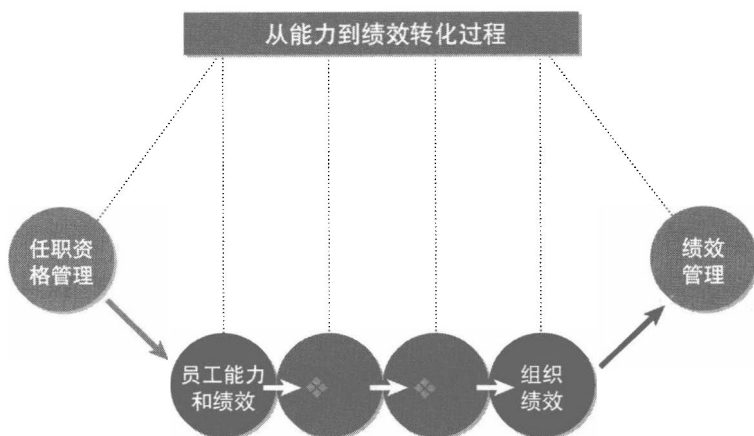 从能力到绩效转化过程
任职资
格管理
绩效
管理
员工能力
和绩效
组织
绩效